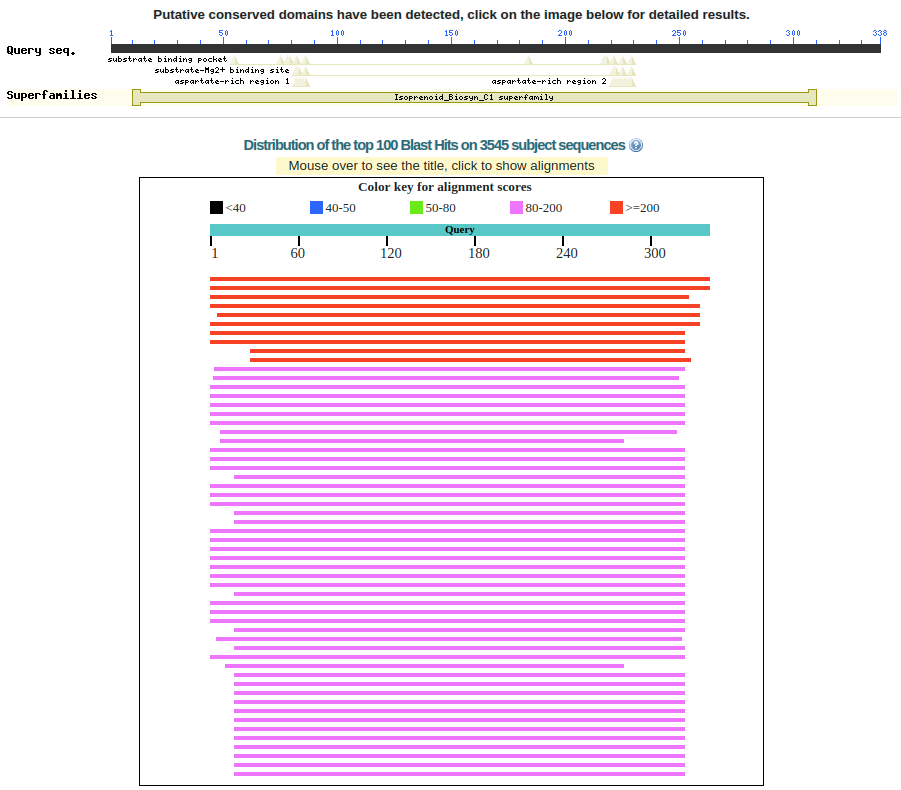 Putative conserved domains have been detected, click on the image below for detailed results.
1 50 100 150 200 250 300 338
Query seq.
substrate binding pocket
substrate-Mg2+ binding site
aspartate-rich region 1 aspartate-rich region 2
Superfamilies Isoprenoid_Biosyn_C1 superfamily
Distribution of the top 100 Blast Hits on 3545 subject sequences ?
Mouse over to see the title, click to show alignments
Color key for alignment scores
<40 40-50 50-80 80-200 >=200
Query
1 60 120 180 240 300